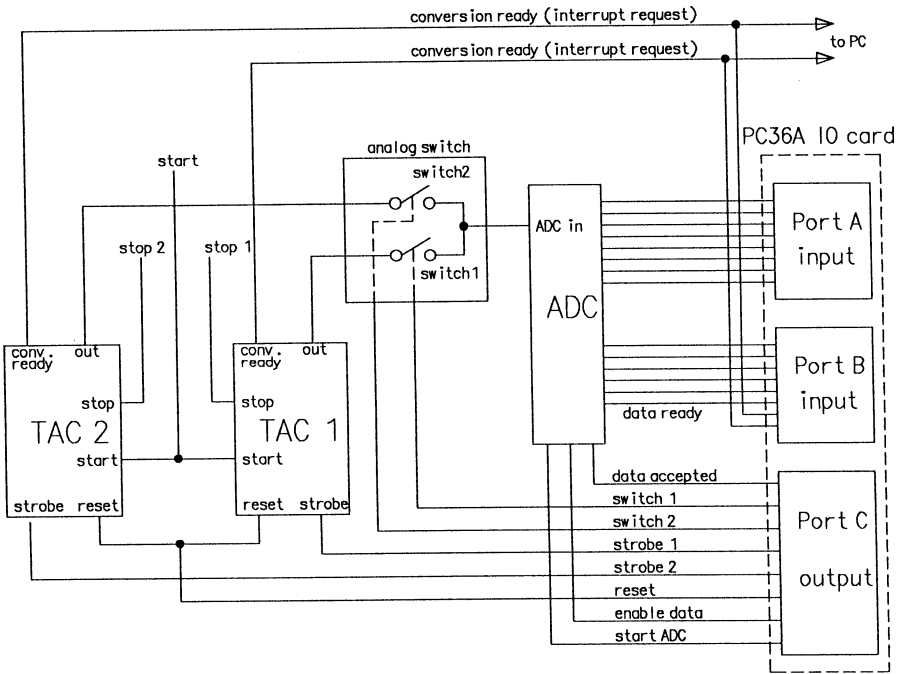 conversion ready (interrupt request)
to PC
conversion ready (interrupt request)
PC36A IO card
analog switch
start
switch2
Port A
input
stop 2
stop 1
ADC in
switch1
ADC
conv.
ready
out
conv.
ready
out
Port B
input
stop
stop
data ready
TAC 2
TAC 1
start
start
data accepted
strobe
reset
reset
strobe
switch 1
switch 2
Port C
output
strobe 1
strobe 2
reset
enable data
start ADC